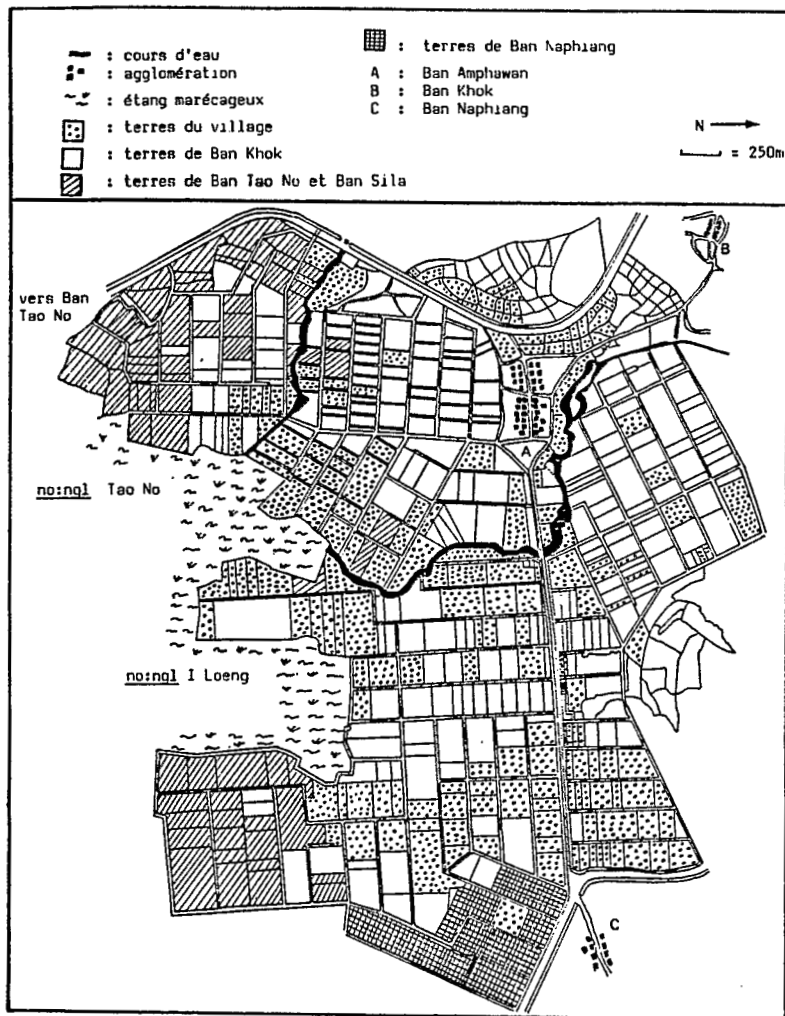 : cours d'eau
: agglomération
: étang marécageux
: terres du village
: terres de Ban Khok
: terres de Ban Tao No et Ban Sila
: terres de Ban Naphiang
A : Ban Amphawan
B : Ban Khok
C : Ban Naphiang
N
= 250m
B
vers Ban
Tao No
A
no:ngl Tao No
no:ngl I Loeng
C